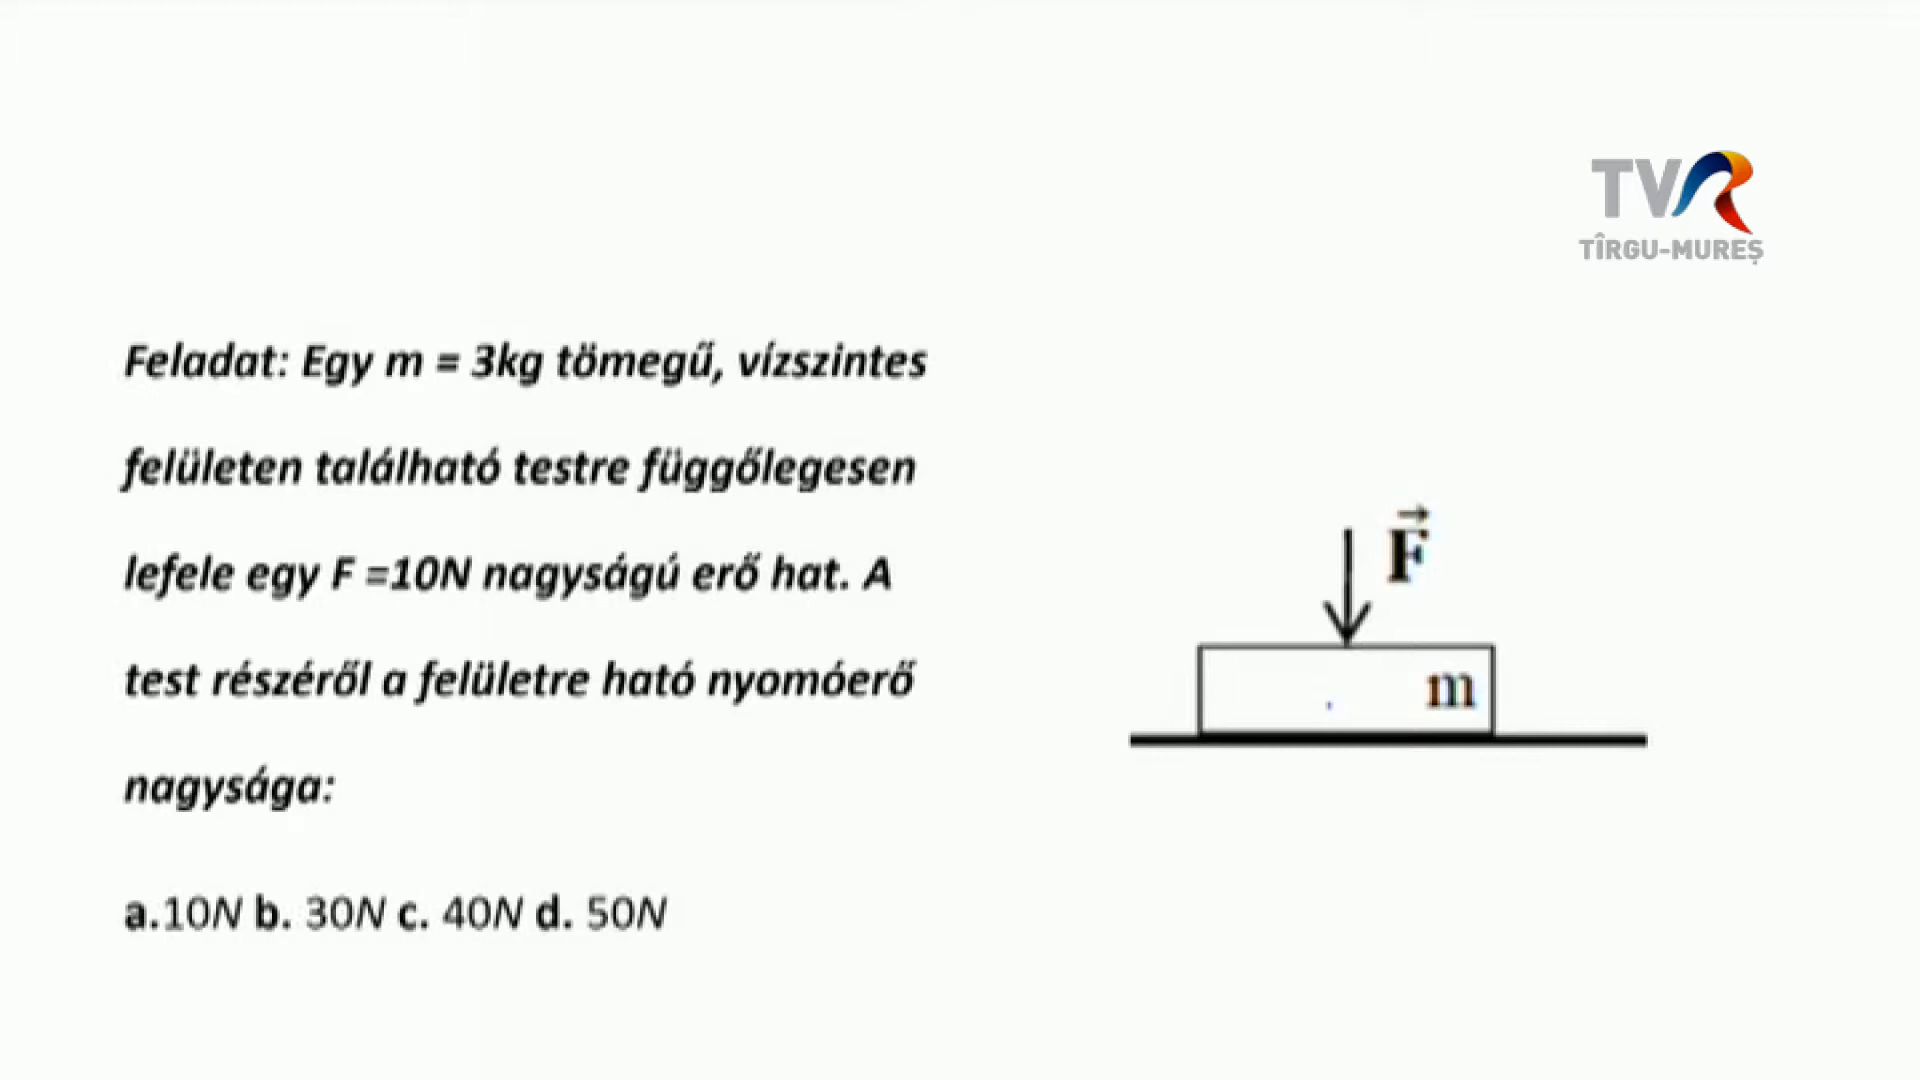 TVR
TÎRGU-MUREȘ
Feladat: Egy m = 3kg tömegű, vízszintes
felületen található testre függőlegesen
lefele egy F =10N nagyságú erő hat. A
test részéről a felületre ható nyomóerő
nagysága:
a.10N b. 30N c. 40N d. 50N
F
m